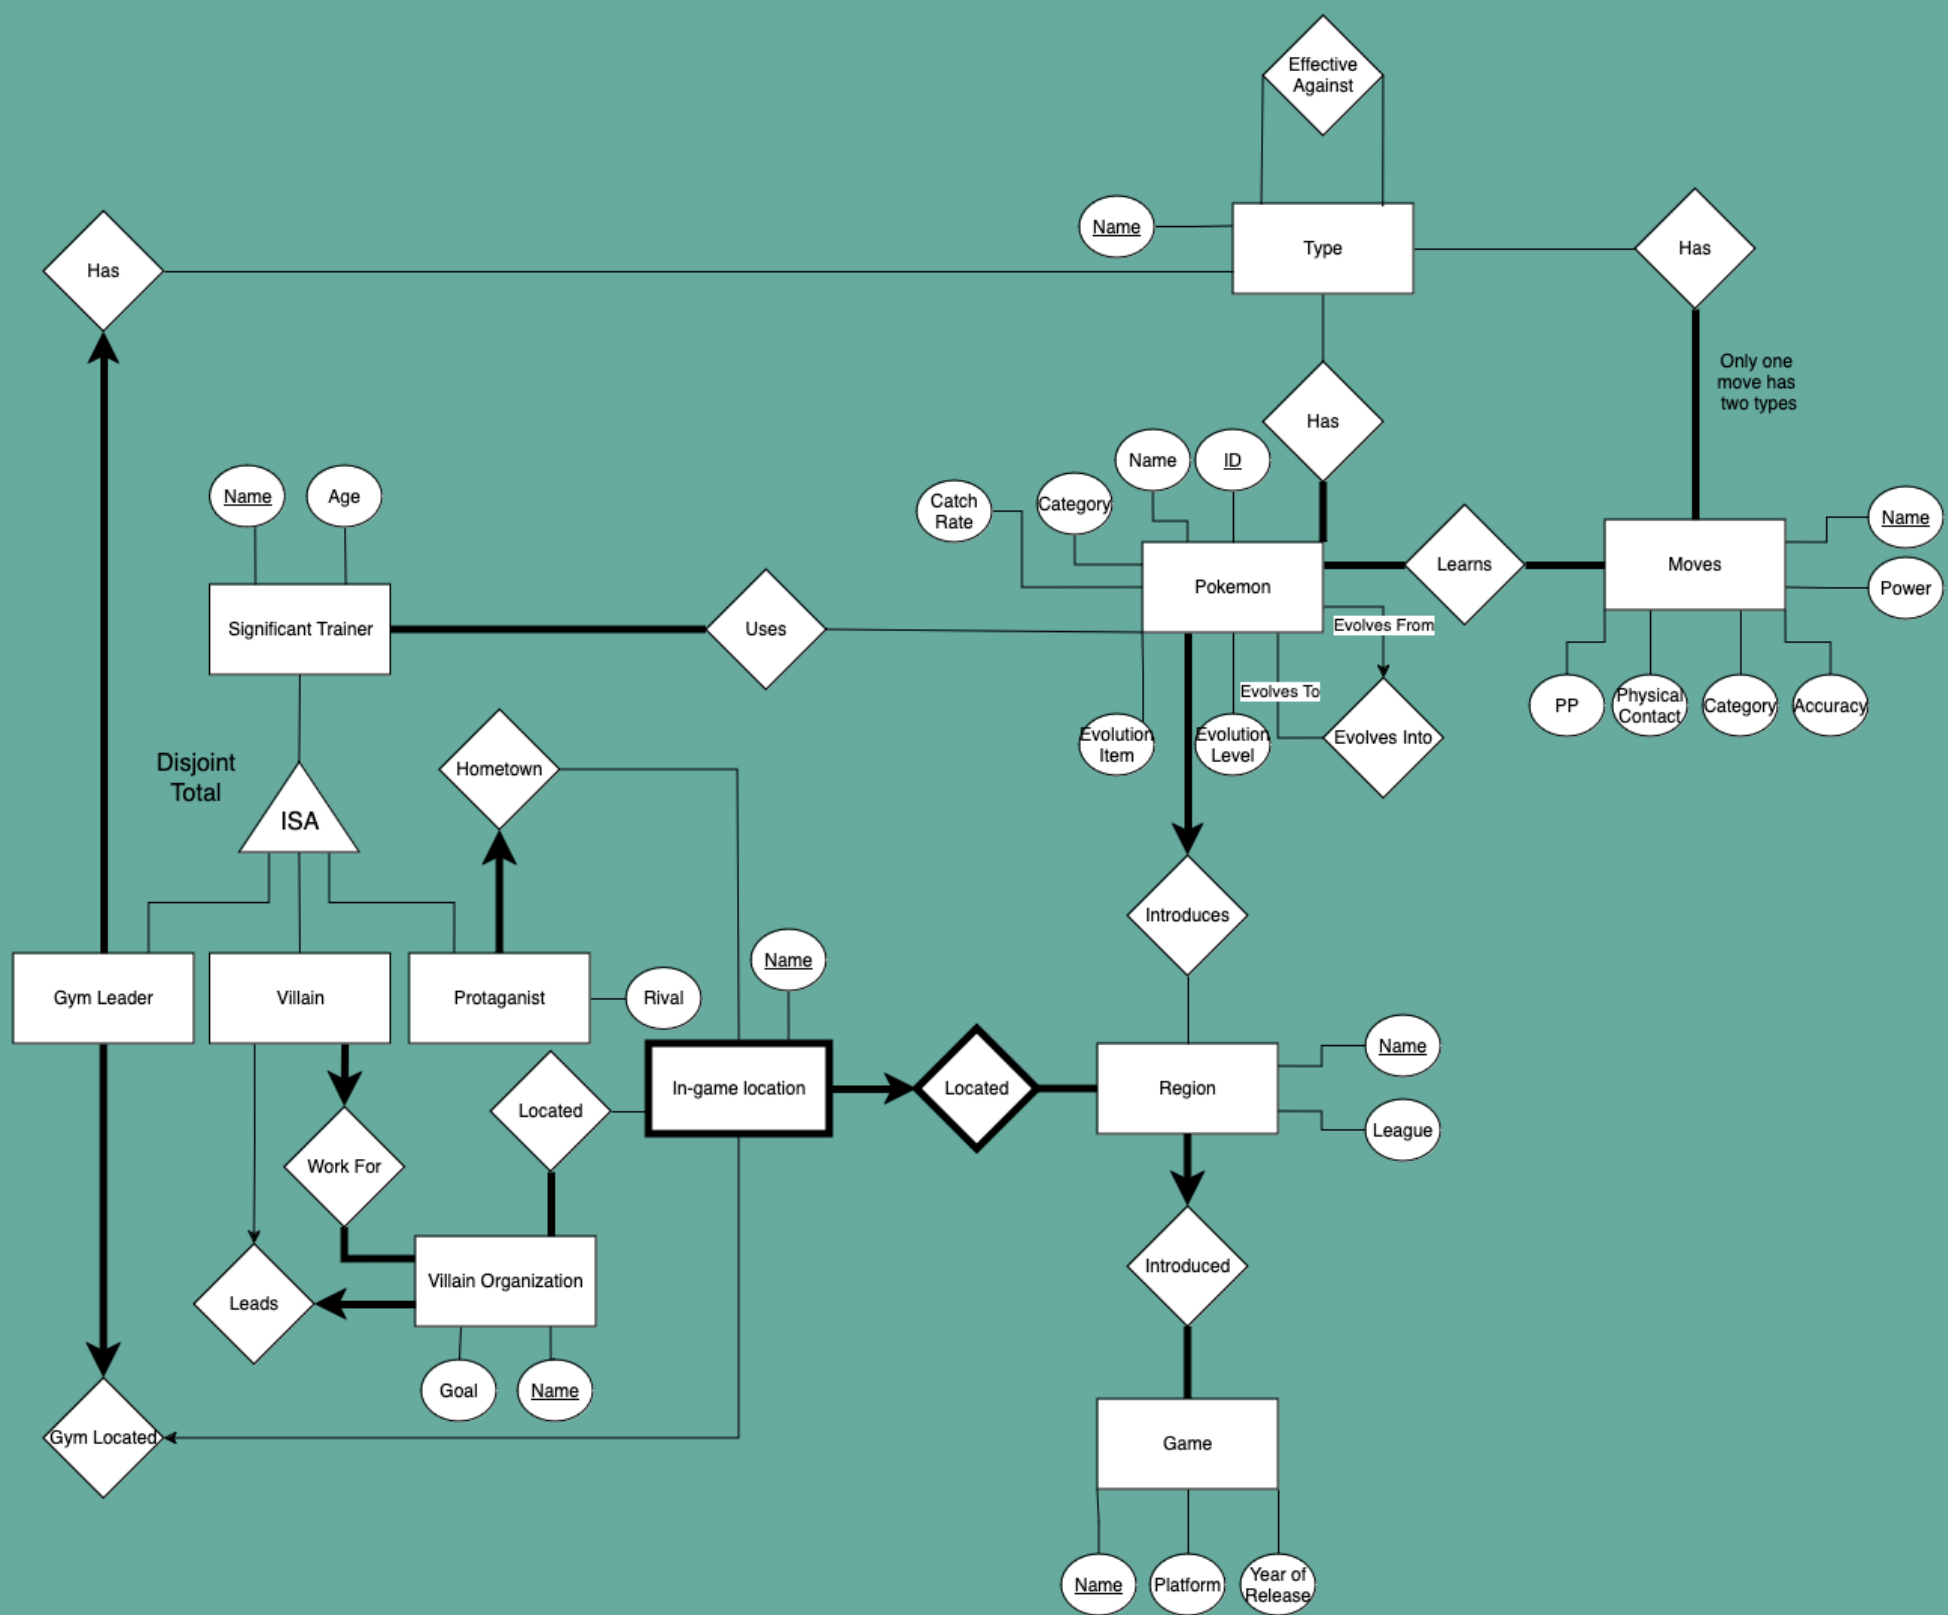 Effective
Against
Name
Type
Has
Has
Only one
move has
two types
Has
Name
ID
Catch
Rate
Category
Name
Age
Name
Learns
Moves
Pokemon
Power
Significant Trainer
Uses
Evolves From
Evolves To
PP
Physical
Contact
Category
Accuracy
Evolution
Item
Evolution
Level
Evolves Into
Disjoint
Total
Hometown
ISA
Introduces
Name
Gym Leader
Villain
Protaganist
Rival
Name
In-game location
Located
Region
Located
League
Work For
Introduced
Villain Organization
Leads
Goal
Name
Gym Located
Game
Name
Platform
Year of
Release